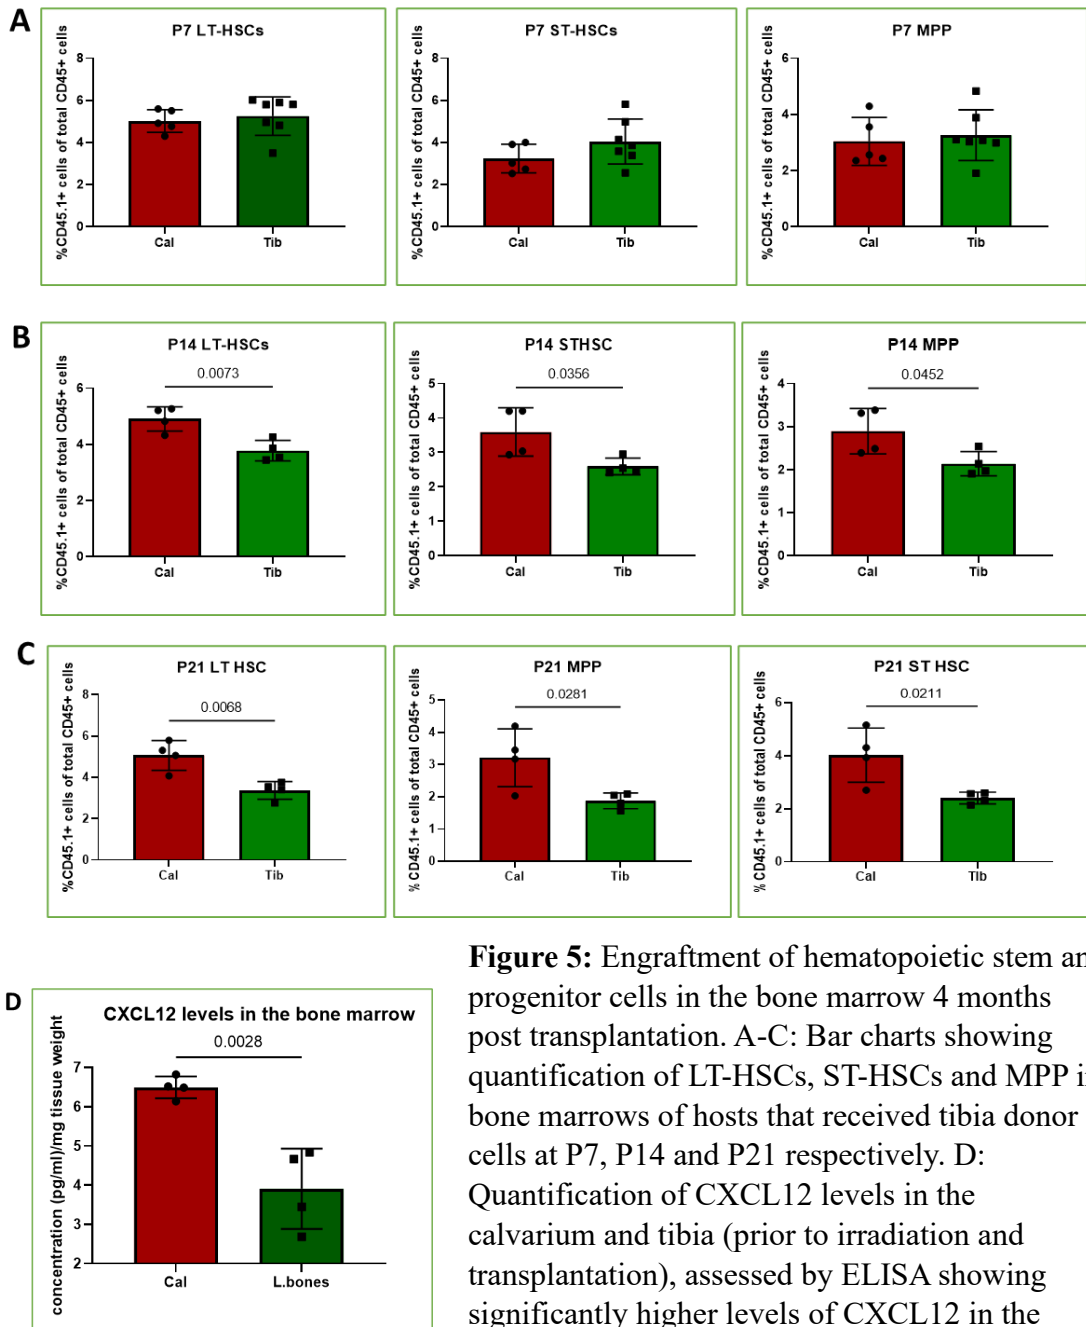 A
P7 LT-HSCs
%CD45.1+ cells of total CD45+ cells
8
6
4
2
0
Cal Tib
P7 ST-HSCs
%CD45.1+ cells of total CD45+ cells
8
6
4
2
0
Cal Tib
P7 MPP
%CD45.1+ cells of total CD45+ cells
6
4
2
0
Cal Tib
B
P14 LT-HSCs
%CD45.1+ cells of total CD45+ cells
0.0073
6
4
2
0
Cal Tib
P14 STHSC
%CD45.1+ cells of total CD45+ cells
0.0356
5
4
3
2
1
0
Cal Tib
P14 MPP
%CD45.1+ cells of total CD45+ cells
0.0452
4
3
2
1
0
Cal Tib
C
P21 LT HSC
%CD45.1+ cells of total CD45+ cells
0.0068
8
6
4
2
0
Cal Tib
P21 MPP
% CD45.1+ cells of total CD45+ cells
0.0281
5
4
3
2
1
0
Cal Tib
P21 ST HSC
% CD45.1+ cells of total CD45+ cells
0.0211
6
4
2
0
Cal TIb
D
CXCL12 levels in the bone marrow
concentration (pg/ml)/mg tissue weight
0.0028
7
6
5
4
3
2
Cal L.bones
Figure 5: Engraftment of hematopoietic stem an
progenitor cells in the bone marrow 4 months
post transplantation. A-C: Bar charts showing
quantification of LT-HSCs, ST-HSCs and MPP i
bone marrows of hosts that received tibia donor
cells at P7, P14 and P21 respectively. D:
Quantification of CXCL12 levels in the
calvarium and tibia (prior to irradiation and
transplantation), assessed by ELISA showing
significantly higher levels of CXCL12 in the